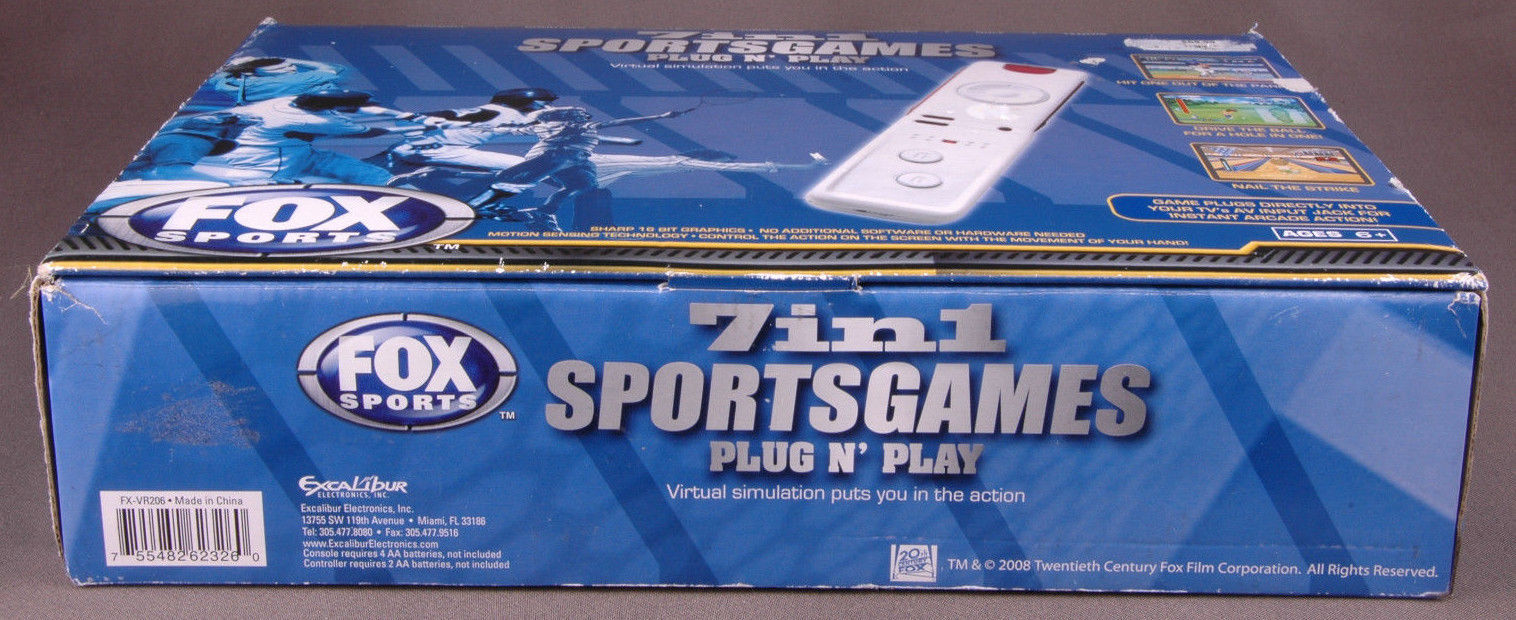 7in1
SPORTSGAMES
PLUG N' PLAY
Virtual simulation puts you in the action
HIT ONE OUT OF THE PARK
DRIVE THE BALL
FOR A HOLE IN ONE!
NAIL THE STRIKE
GAME PLUGS DIRECTLY INTO
YOUR TV's AV INPUT JACK FOR
INSTANT ARCADE ACTION!
AGES 6+
FOX
SPORTS
TM
SHARP 16 BIT GRAPHICS • NO ADDITIONAL SOFTWARE OR HARDWARE NEEDED
MOTION SENSING TECHNOLOGY • CONTROL THE ACTION ON THE SCREEN WITH THE MOVEMENT OF YOUR HAND!
FOX
SPORTS
TM
7in1
SPORTSGAMES
PLUG N' PLAY
Virtual simulation puts you in the action
FX-VR206 • Made in China
7 55482 62326 0
EXCALIBUR
ELECTRONICS, INC.
Excalibur Electronics, Inc.
13755 SW 119th Avenue • Miami, FL 33186
Tel: 305.477.8080 • Fax: 305.477.9516
www.ExcaliburElectronics.com
Console requires 4 AA batteries, not included
Controller requires 2 AA batteries, not included
20th
CENTURY
FOX
TM & © 2008 Twentieth Century Fox Film Corporation. All Rights Reserved.